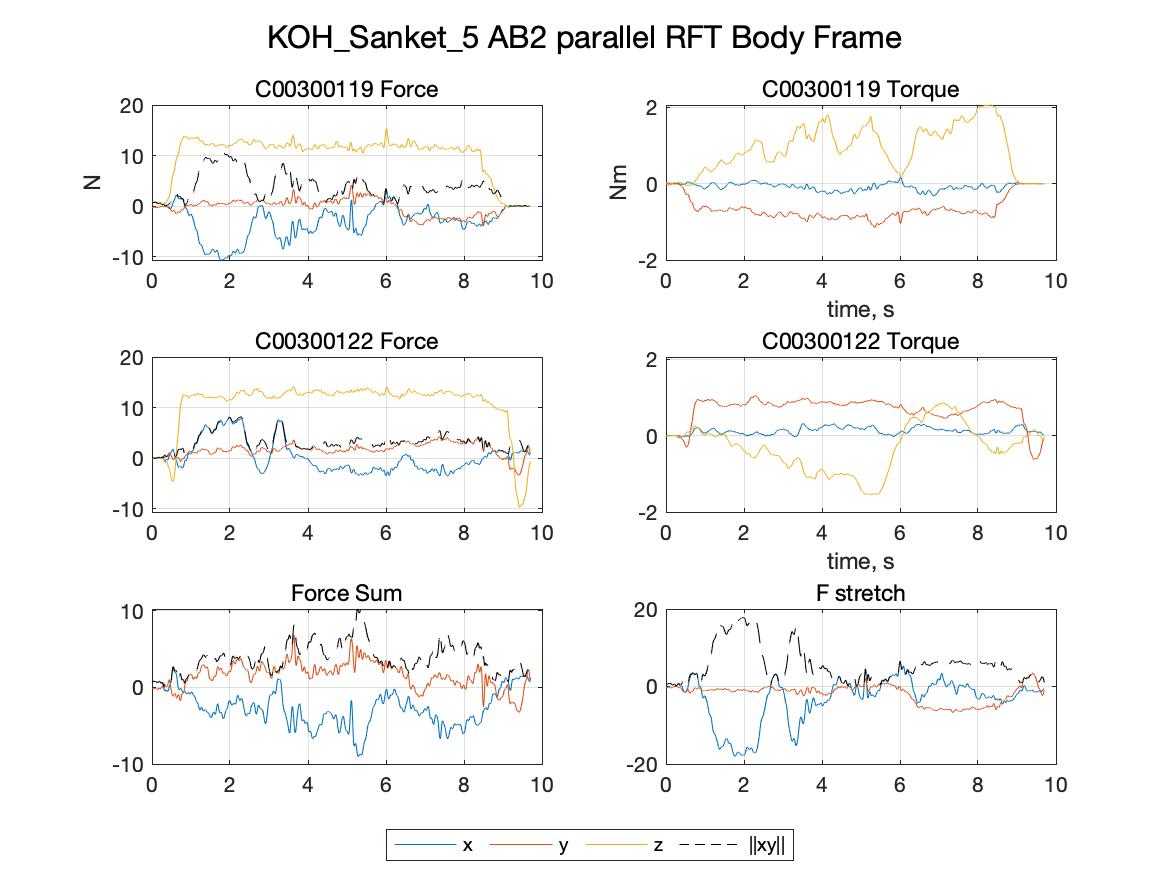 KOH_Sanket_5 AB2 parallel RFT Body Frame
C00300119 Force
20
10
0
-10
N
0 2 4 6 8 10
C00300119 Torque
2
0
-2
Nm
0 2 4 6 8 10
time, s
C00300122 Force
20
10
0
-10
0 2 4 6 8 10
C00300122 Torque
2
0
-2
0 2 4 6 8 10
time, s
Force Sum
10
0
-10
0 2 4 6 8 10
F stretch
20
0
-20
0 2 4 6 8 10
x y z ||xy||